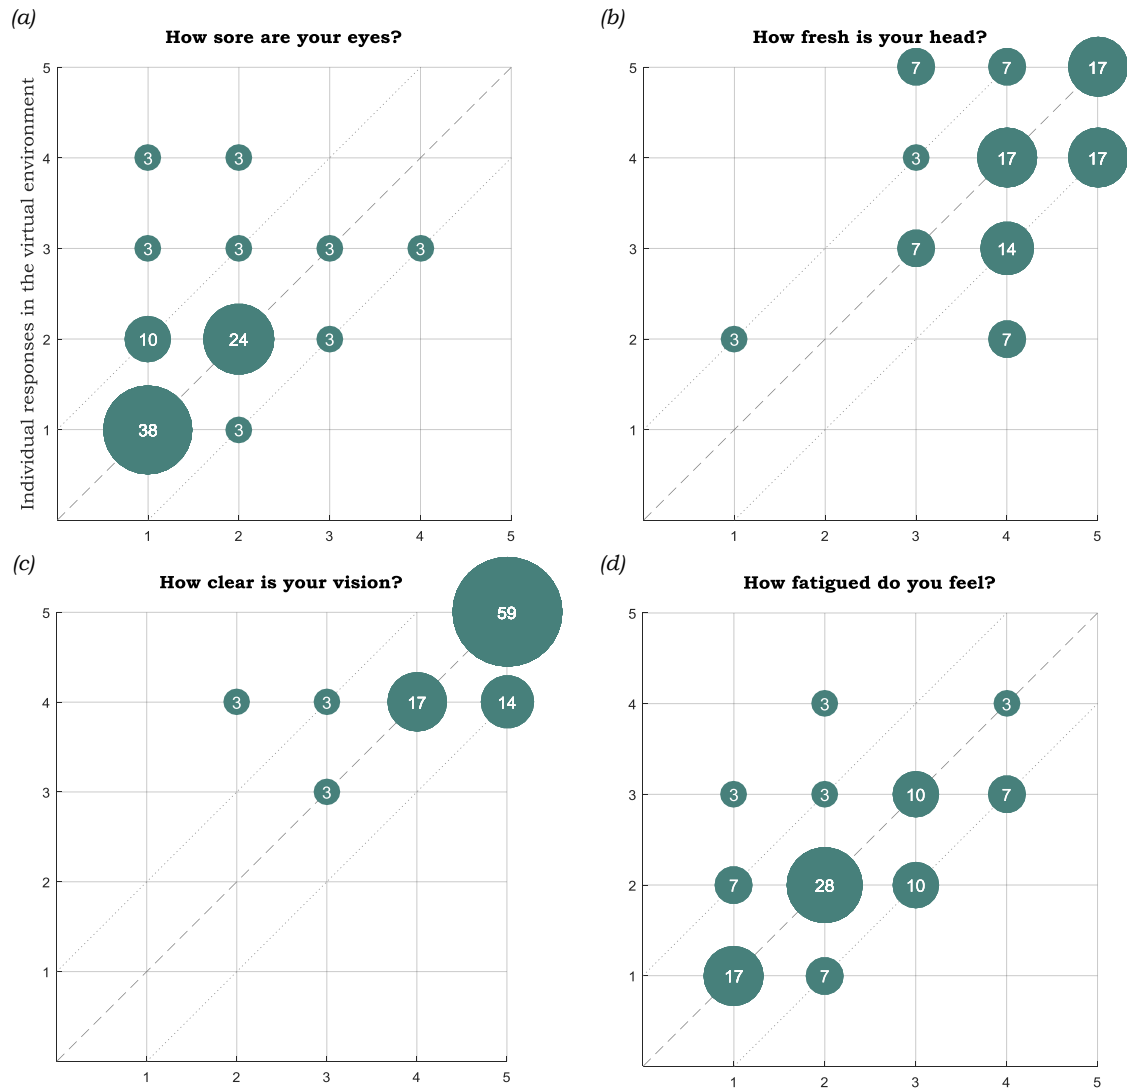 (a)
How sore are your eyes?
Individual responses in the virtual environment
5
4 3 3
3 3 3 3 3
2 10 24 3
1 38 3
1 2 3 4 5
(b)
How fresh is your head?
5 7 7 17
4 3 17 17
3 7 14
2 3 7
1
1 2 3 4 5
(c)
How clear is your vision?
5 59
4 3 3 17 14
3 3
2
1
1 2 3 4 5
(d)
How fatigued do you feel?
5
4 3 3
3 3 3 10 7
2 7 28 10
1 17 7
1 2 3 4 5